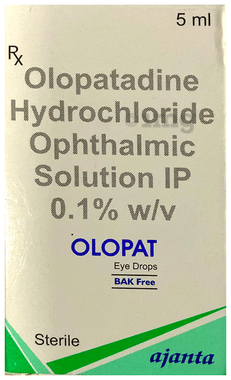 5 ml
Rx
Olopatadine
Hydrochloride
Ophthalmic
Solution IP
0.1% w/v
OLOPAT
Eye Drops
BAK Free
Sterile
ajanta